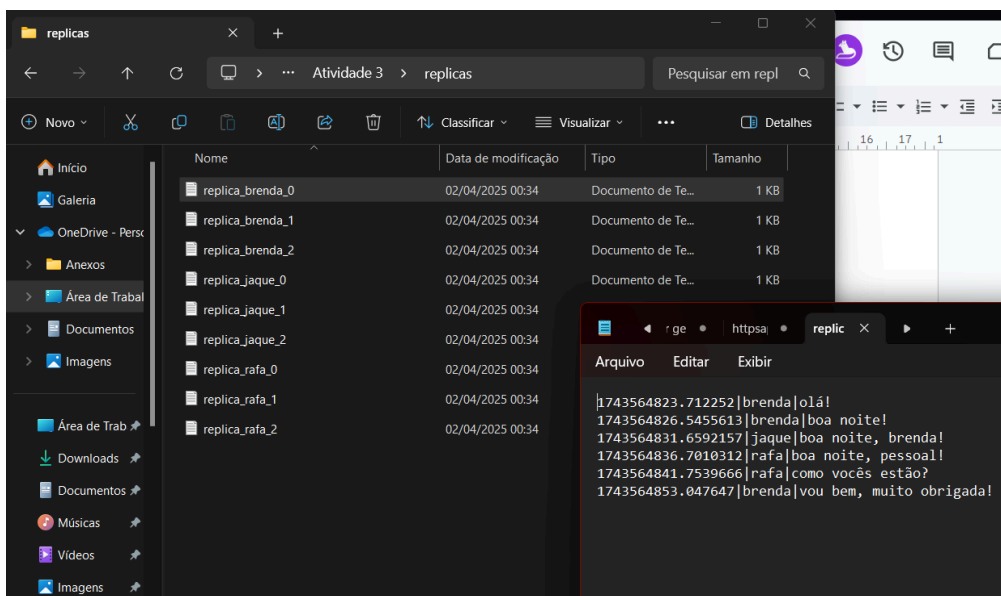 replicas
Atividade 3 > replicas
Pesquisar em repl
Novo
Classificar
Visualizar
Detalhes
Início
Galeria
OneDrive - Perso
Anexos
Área de Trabal
Documentos
Imagens
Área de Trab
Downloads
Documentos
Músicas
Vídeos
Imagens
Nome Data de modificação Tipo Tamanho
replica_brenda_0 02/04/2025 00:34 Documento de Te... 1 KB
replica_brenda_1 02/04/2025 00:34 Documento de Te... 1 KB
replica_brenda_2 02/04/2025 00:34 Documento de Te... 1 KB
replica_jaque_0 02/04/2025 00:34 Documento de Te... 1 KB
replica_jaque_1 02/04/2025 00:34
replica_jaque_2 02/04/2025 00:34
replica_rafa_0 02/04/2025 00:34
replica_rafa_1 02/04/2025 00:34
replica_rafa_2 02/04/2025 00:34
16 17 1
r ge httpsa replic
Arquivo Editar Exibir
1743564823.712252|brenda|olá!
1743564826.5455613|brenda|boa noite!
1743564831.6592157|jaque|boa noite, brenda!
1743564836.7010312|rafa|boa noite, pessoal!
1743564841.7539666|rafa|como vocês estão?
1743564853.047647|brenda|vou bem, muito obrigada!